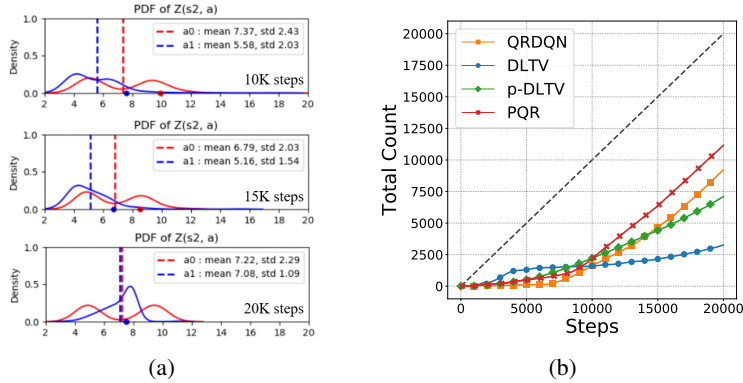 PDF of Z(s2, a)
1.0
0.5
0.0
Density
a0 : mean 7.37, std 2.43
a1 : mean 5.58, std 2.03
10K steps
2 4 6 8 10 12 14 16 18 20
PDF of Z(s2, a)
1.0
0.5
0.0
Density
a0 : mean 6.79, std 2.03
a1 : mean 5.16, std 1.54
15K steps
2 4 6 8 10 12 14 16 18 20
PDF of Z(s2, a)
1.0
0.5
0.0
Density
a0 : mean 7.22, std 2.29
a1 : mean 7.08, std 1.09
20K steps
2 4 6 8 10 12 14 16 18 20
(a)
20000
17500
15000
12500
10000
7500
5000
2500
0
Total Count
QRDQN
DLTV
p-DLTV
PQR
0 5000 10000 15000 20000
Steps
(b)